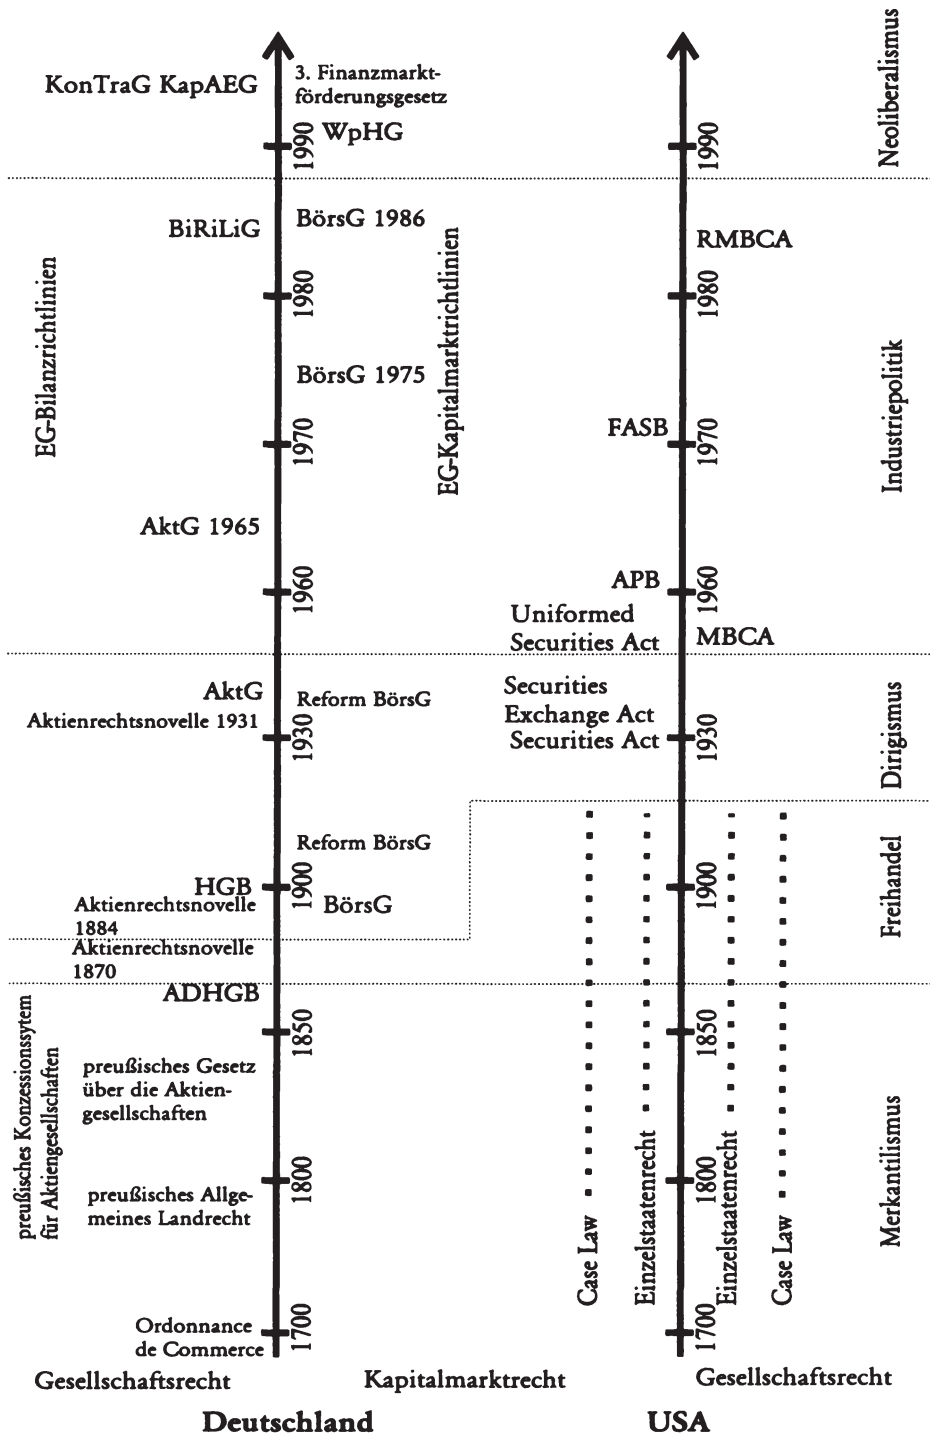 KonTraG KapAEG
3. Finanzmarkt-
förderungsgesetz
WpHG
1990
1990
Neoliberalismus
BiRiLiG
BörsG 1986
RMBCA
EG-Bilanzrichtlinien
EG-Kapitalmarktrichtlinien
1980
1980
BörsG 1975
Industriepolitik
FASB
1970
1970
AktG 1965
APB
1960
1960
Uniformed
Securities Act
MBCA
AktG
Aktienrechtsnovelle 1931
Reform BörsG
Securities
Exchange Act
Securities Act
1930
1930
Dirigismus
Reform BörsG
HGB
1900
1900
Freihandel
BörsG
Aktienrechtsnovelle
1884
Aktienrechtsnovelle
1870
ADHGB
1850
1850
preußisches Konzessionssytem
für Aktiengesellschaften
preußisches Gesetz
über die Aktien-
gesellschaften
preußisches Allge-
meines Landrecht
1800
1800
Merkantilismus
Case Law
Einzelstaatenrecht
Einzelstaatenrecht
Case Law
Ordonnance
de Commerce
1700
1700
Gesellschaftsrecht
Kapitalmarktrecht
Gesellschaftsrecht
Deutschland
USA